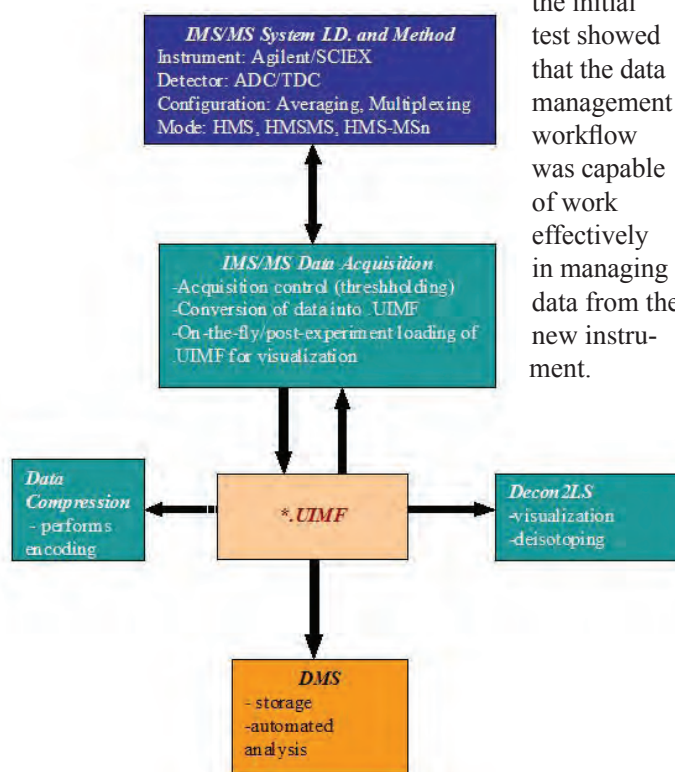 IMS/MS System I.D. and Method
Instrument: Agilent/SCIEX
Detector: ADC/TDC
Configuration: Averaging, Multiplexing
Mode: HMS, HMSMS, HMS-MSn
the initial
test showed
that the data
management
workflow
was capable
of work
effectively
in managing
data from the
new instru-
ment.
IMS/MS Data Acquisition
-Acquisition control (threshholding)
-Conversion of data into .UIMF
-On-the-fly/post-experiment loading of
.UIMF for visualization
Data
Compression
- performs
encoding
*.UIMF
Decon2LS
-visualization
-deisotoping
DMS
- storage
-automated
analysis